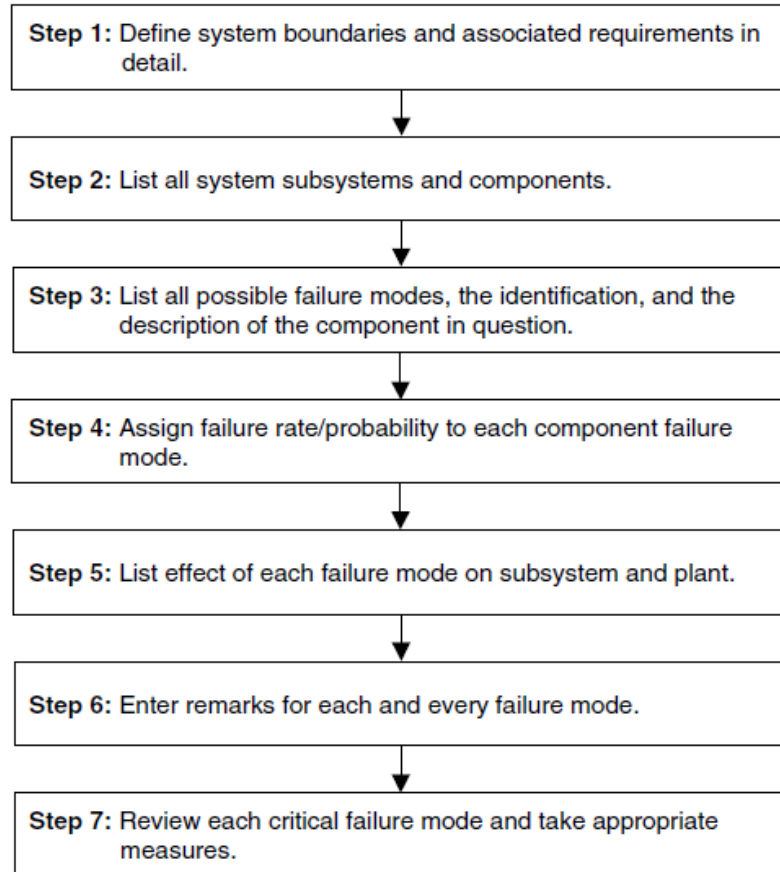 Step 1: Define system boundaries and associated requirements in
detail.
Step 2: List all system subsystems and components.
Step 3: List all possible failure modes, the identification, and the
description of the component in question.
Step 4: Assign failure rate/probability to each component failure
mode.
Step 5: List effect of each failure mode on subsystem and plant.
Step 6: Enter remarks for each and every failure mode.
Step 7: Review each critical failure mode and take appropriate
measures.